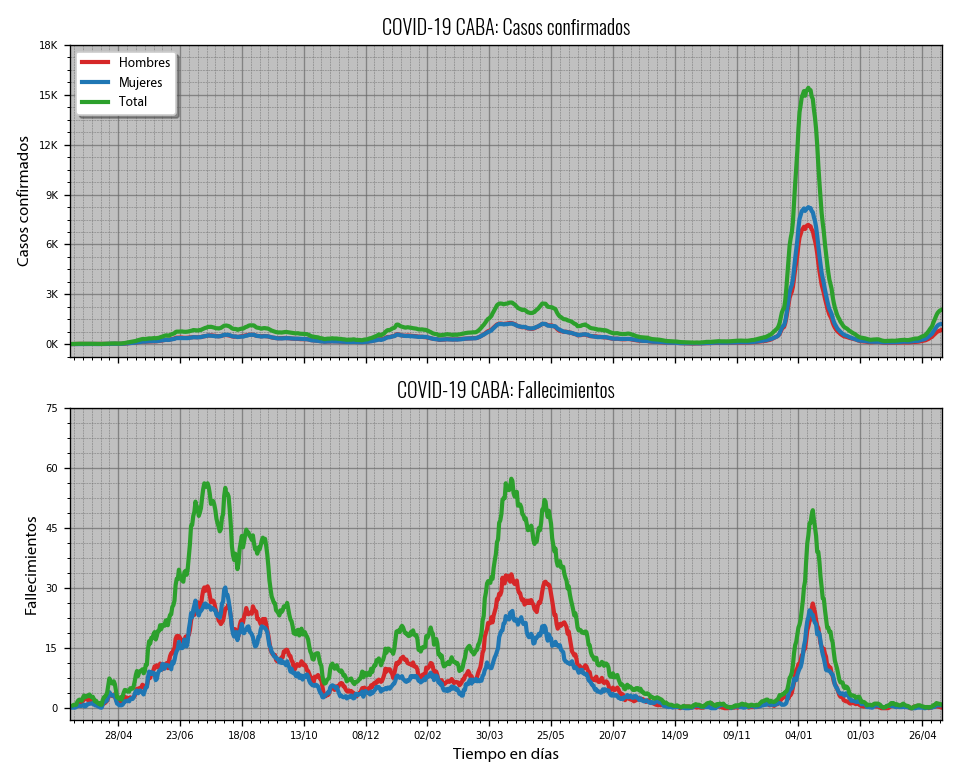 COVID-19 CABA: Casos confirmados
18K
15K
12K
9K
6K
3K
0K
Casos confirmados
Hombres
Mujeres
Total
COVID-19 CABA: Fallecimientos
75
60
45
30
15
0
Fallecimientos
28/04 23/06 18/08 13/10 08/12 02/02 30/03 25/05 20/07 14/09 09/11 04/01 01/03 26/04
Tiempo en días